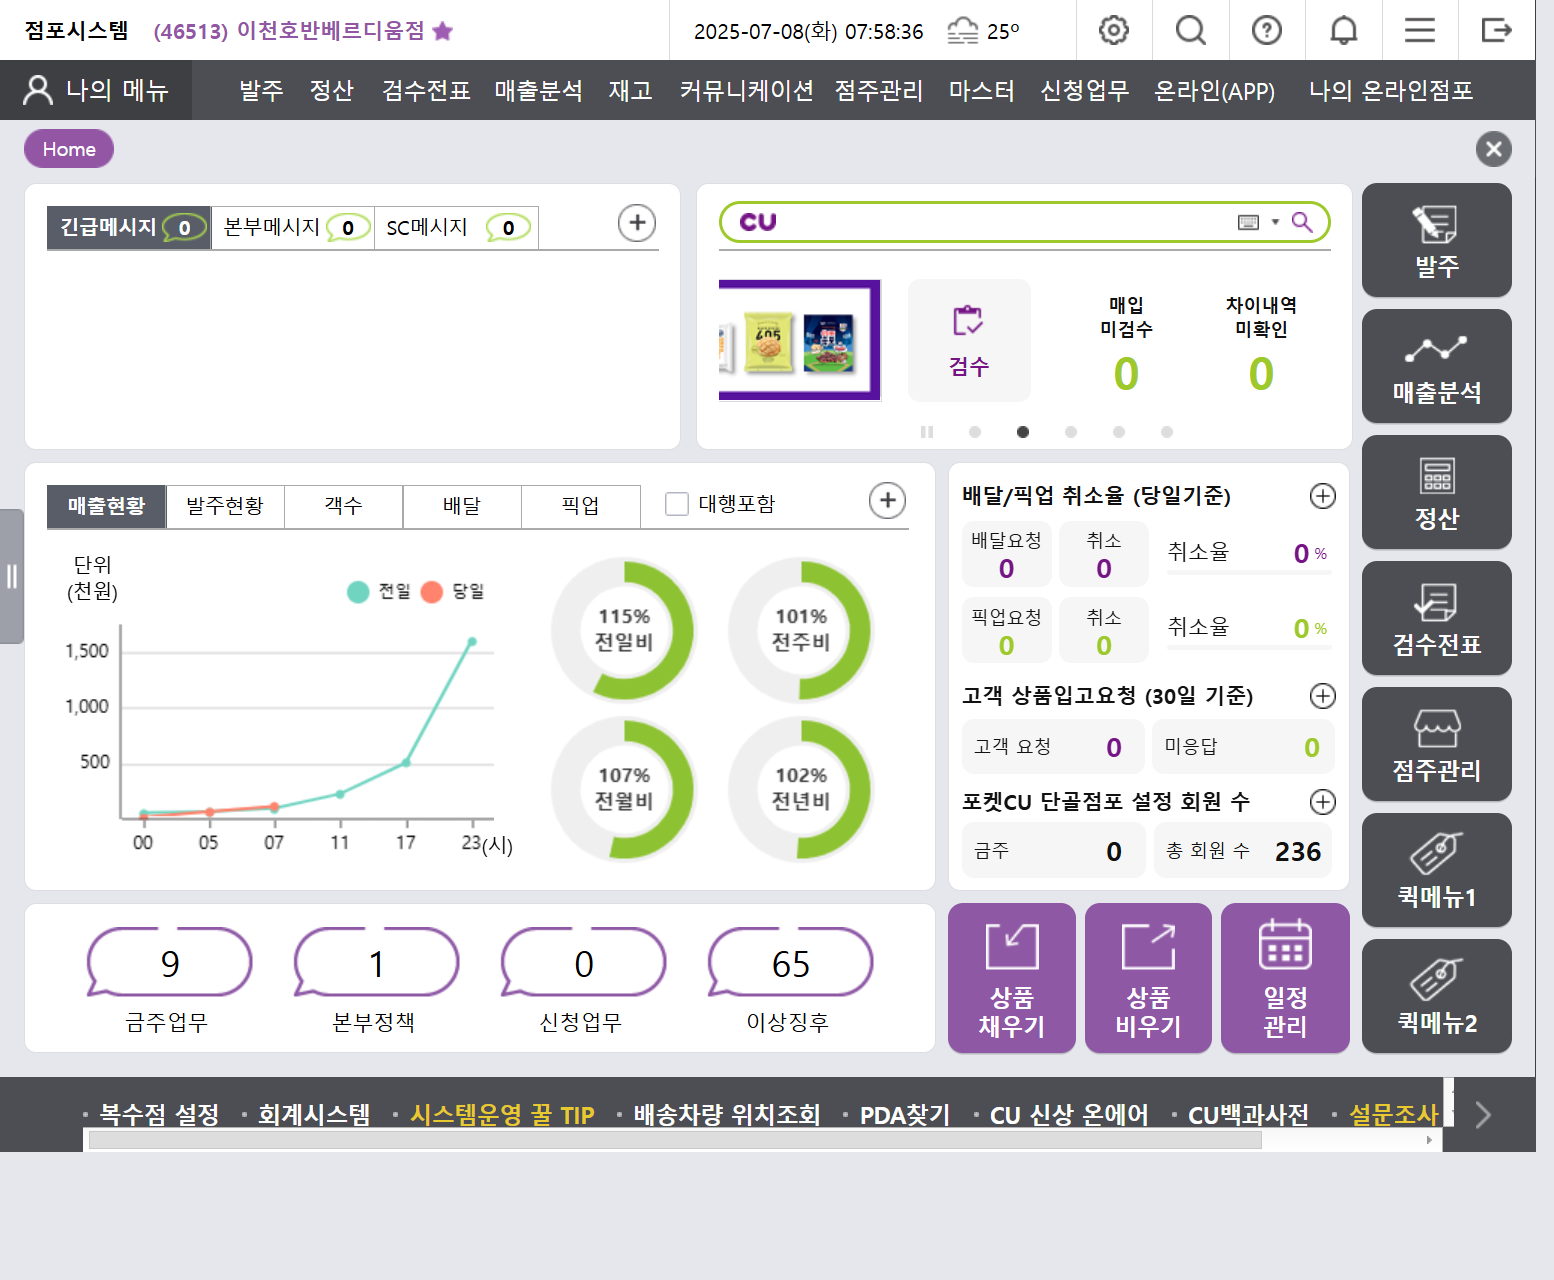 점포시스템 (46513) 이천호반베르디움점 2025-07-08(화) 07:58:36 25º
나의 메뉴 발주 정산 검수전표 매출분석 재고 커뮤니케이션 점주관리 마스터 신청업무 온라인(APP) 나의 온라인점포
Home
긴급메시지 0 본부메시지 0 SC메시지 0
CU
검수
매입
미검수
0
차이내역
미확인
0
매출현황 발주현황 객수 배달 픽업 대행포함
단위
(천원)
전일 당일
1,500
1,000
500
00 05 07 11 17 23(시)
115%
전일비
101%
전주비
107%
전월비
102%
전년비
배달/픽업 취소율 (당일기준)
배달요청 취소 취소율 0 %
0 0
픽업요청 취소 취소율 0 %
0 0
고객 상품입고요청 (30일 기준)
고객 요청 0 미응답 0
포켓CU 단골점포 설정 회원 수
금주 0 총 회원 수 236
9 1 0 65
금주업무 본부정책 신청업무 이상징후
상품
채우기
상품
비우기
일정
관리
발주
매출분석
정산
검수전표
점주관리
퀵메뉴1
퀵메뉴2
복수점 설정 회계시스템 시스템운영 꿀 TIP 배송차량 위치조회 PDA찾기 CU 신상 온에어 CU백과사전 설문조사